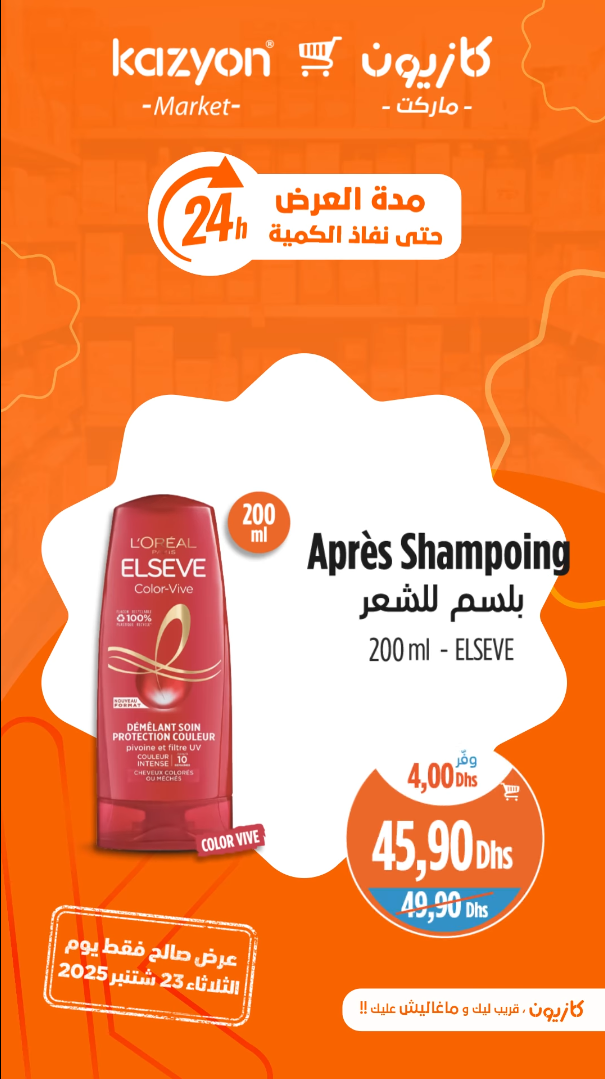 kazyon®
-Market-
كازيون
- ماركت -
24h
مدة العرض
حتى نفاذ الكمية
200
ml
L'ORÉAL
PARIS
ELSEVE
Color-Vive
100%
NOUVEAU
FORMAT
DÉMÊLANT SOIN
PROTECTION COULEUR
pivoine et filtre UV
COULEUR
INTENSE
10
CHEVEUX COLORÉS
OU MÉCHÉS
COLOR VIVE
Après Shampoing
بلسم للشعر
200 ml - ELSEVE
وفّر
4,00 Dhs
45,90 Dhs
49,90 Dhs
عرض صالح فقط يوم
الثلاثاء 23 شتنبر 2025
كازيون ، قريب ليك و ماغاليش عليك !!